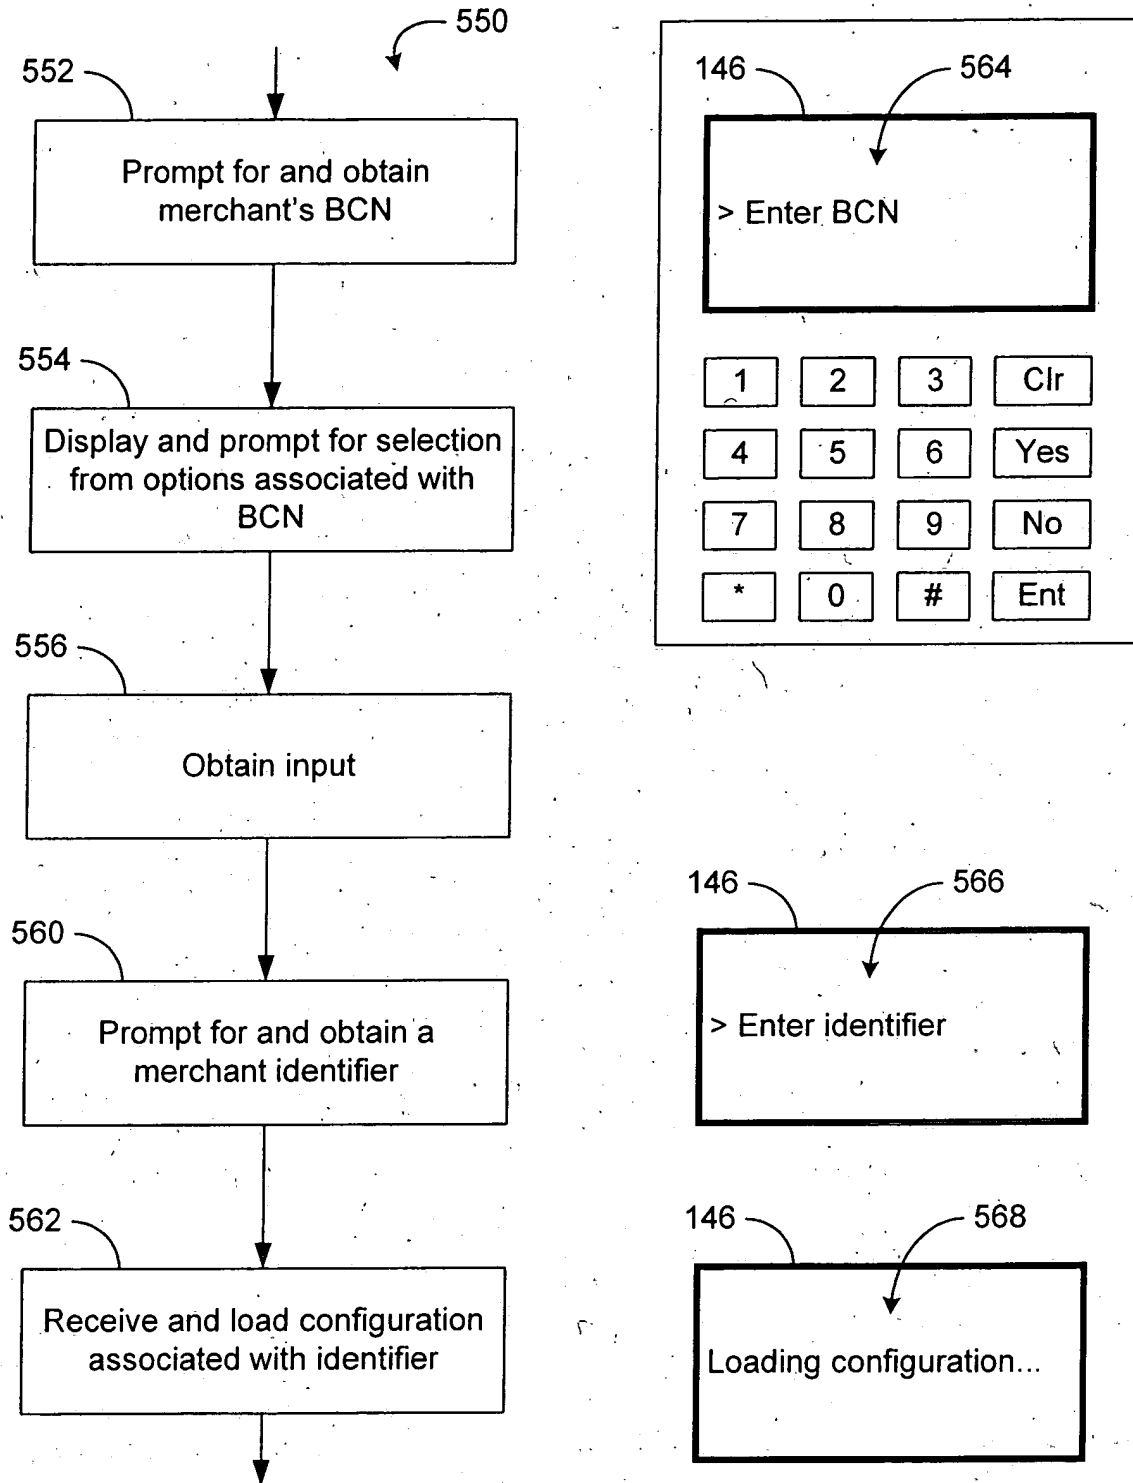 550
552
Prompt for and obtain
merchant's BCN
554
Display and prompt for selection
from options associated with
BCN
556
Obtain input
560
Prompt for and obtain a
merchant identifier
562
Receive and load configuration
associated with identifier
146
564
> Enter BCN
1 2 3 Clr
4 5 6 Yes
7 8 9 No
* 0 # Ent
146
566
> Enter identifier
146
568
Loading configuration...